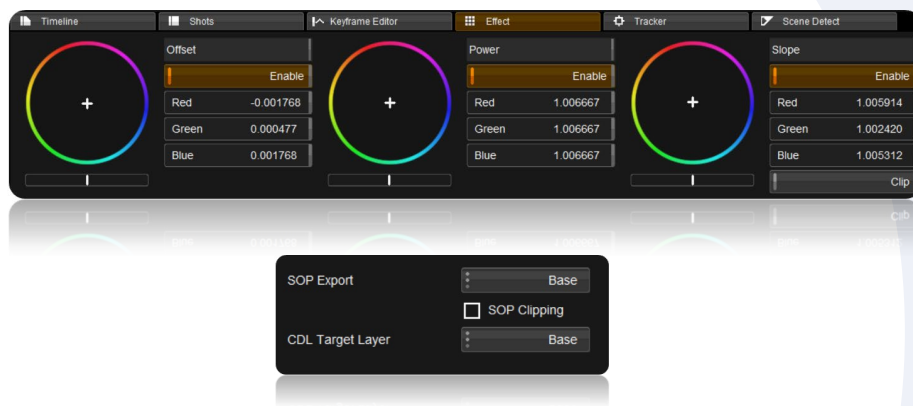 Timeline Shots Keyframe Editor Effect Tracker Scene Detect
Offset Power Slope
Enable Enable Enable
Red -0.001768 Red 1.006667 Red 1.005914
Green 0.000477 Green 1.006667 Green 1.002420
Blue 0.001768 Blue 1.006667 Blue 1.005312
Clip
SOP Export Base
SOP Clipping
CDL Target Layer Base